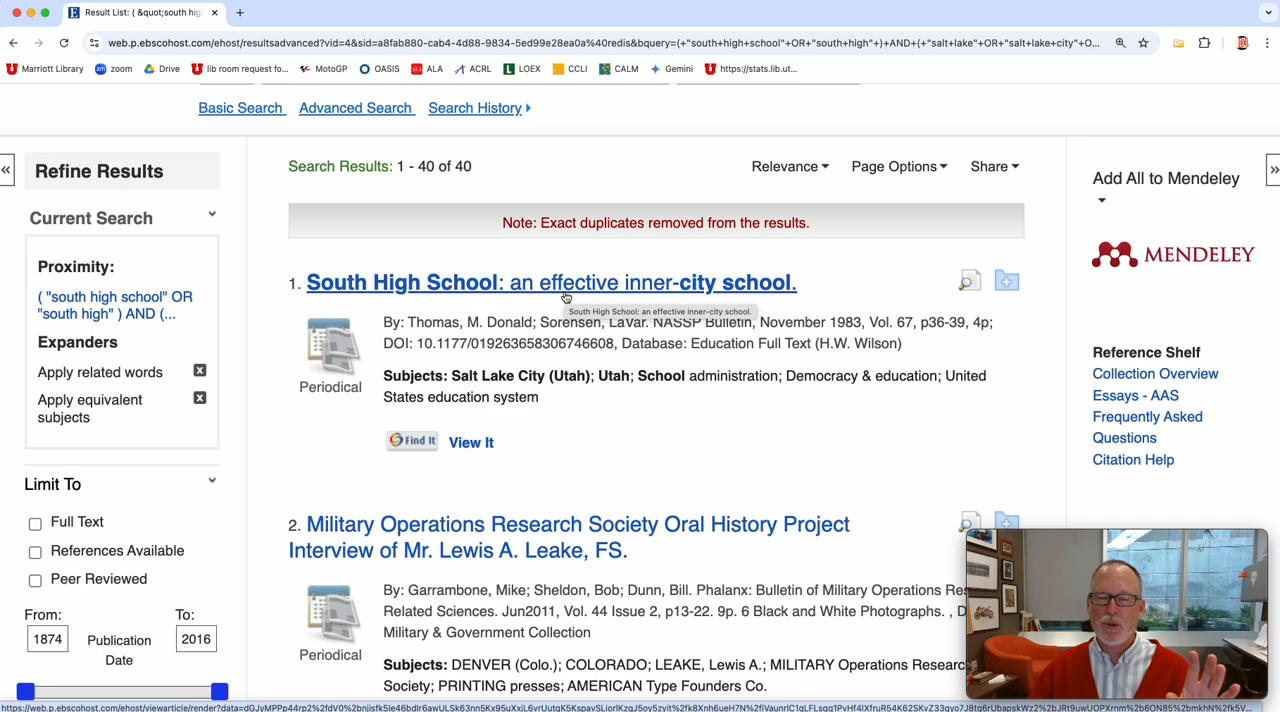 Result List: ( &quot;south hig
web.p.ebscohost.com/ehost/resultsadvanced?vid=4&sid=a8fab880-cab4-4d88-9834-5ed99e28ea0a%40redis&bquery=(+"south+high+school"+OR+"south+high"+)+AND+(+"salt+lake"+OR+"salt+lake+city"+O...
Marriott Library zoom Drive lib room request fo... MotoGP OASIS ALA ACRL LOEX CCLI CALM Gemini https://stats.lib.ut...
Basic Search Advanced Search Search History
Refine Results
Current Search
Proximity:
( "south high school" OR
"south high" ) AND (...
Expanders
Apply related words
Apply equivalent
subjects
Limit To
Full Text
References Available
Peer Reviewed
From: To:
1874 Publication 2016
Date
Search Results: 1 - 40 of 40 Relevance Page Options Share
Note: Exact duplicates removed from the results.
1. South High School: an effective inner-city school.
South High School: an effective inner-city school.
By: Thomas, M. Donald; Sorensen, LaVar. NASSP Bulletin, November 1983, Vol. 67, p36-39, 4p;
DOI: 10.1177/019263658306746608, Database: Education Full Text (H.W. Wilson)
Periodical
Subjects: Salt Lake City (Utah); Utah; School administration; Democracy & education; United
States education system
Find It View It
2. Military Operations Research Society Oral History Project
Interview of Mr. Lewis A. Leake, FS.
By: Garrambone, Mike; Sheldon, Bob; Dunn, Bill. Phalanx: Bulletin of Military Operations Res
Related Sciences. Jun2011, Vol. 44 Issue 2, p13-22. 9p. 6 Black and White Photographs. , D
Military & Government Collection
Periodical
Subjects: DENVER (Colo.); COLORADO; LEAKE, Lewis A.; MILITARY Operations Researc
Society; PRINTING presses; AMERICAN Type Founders Co.
Add All to Mendeley
MENDELEY
Reference Shelf
Collection Overview
Essays - AAS
Frequently Asked
Questions
Citation Help